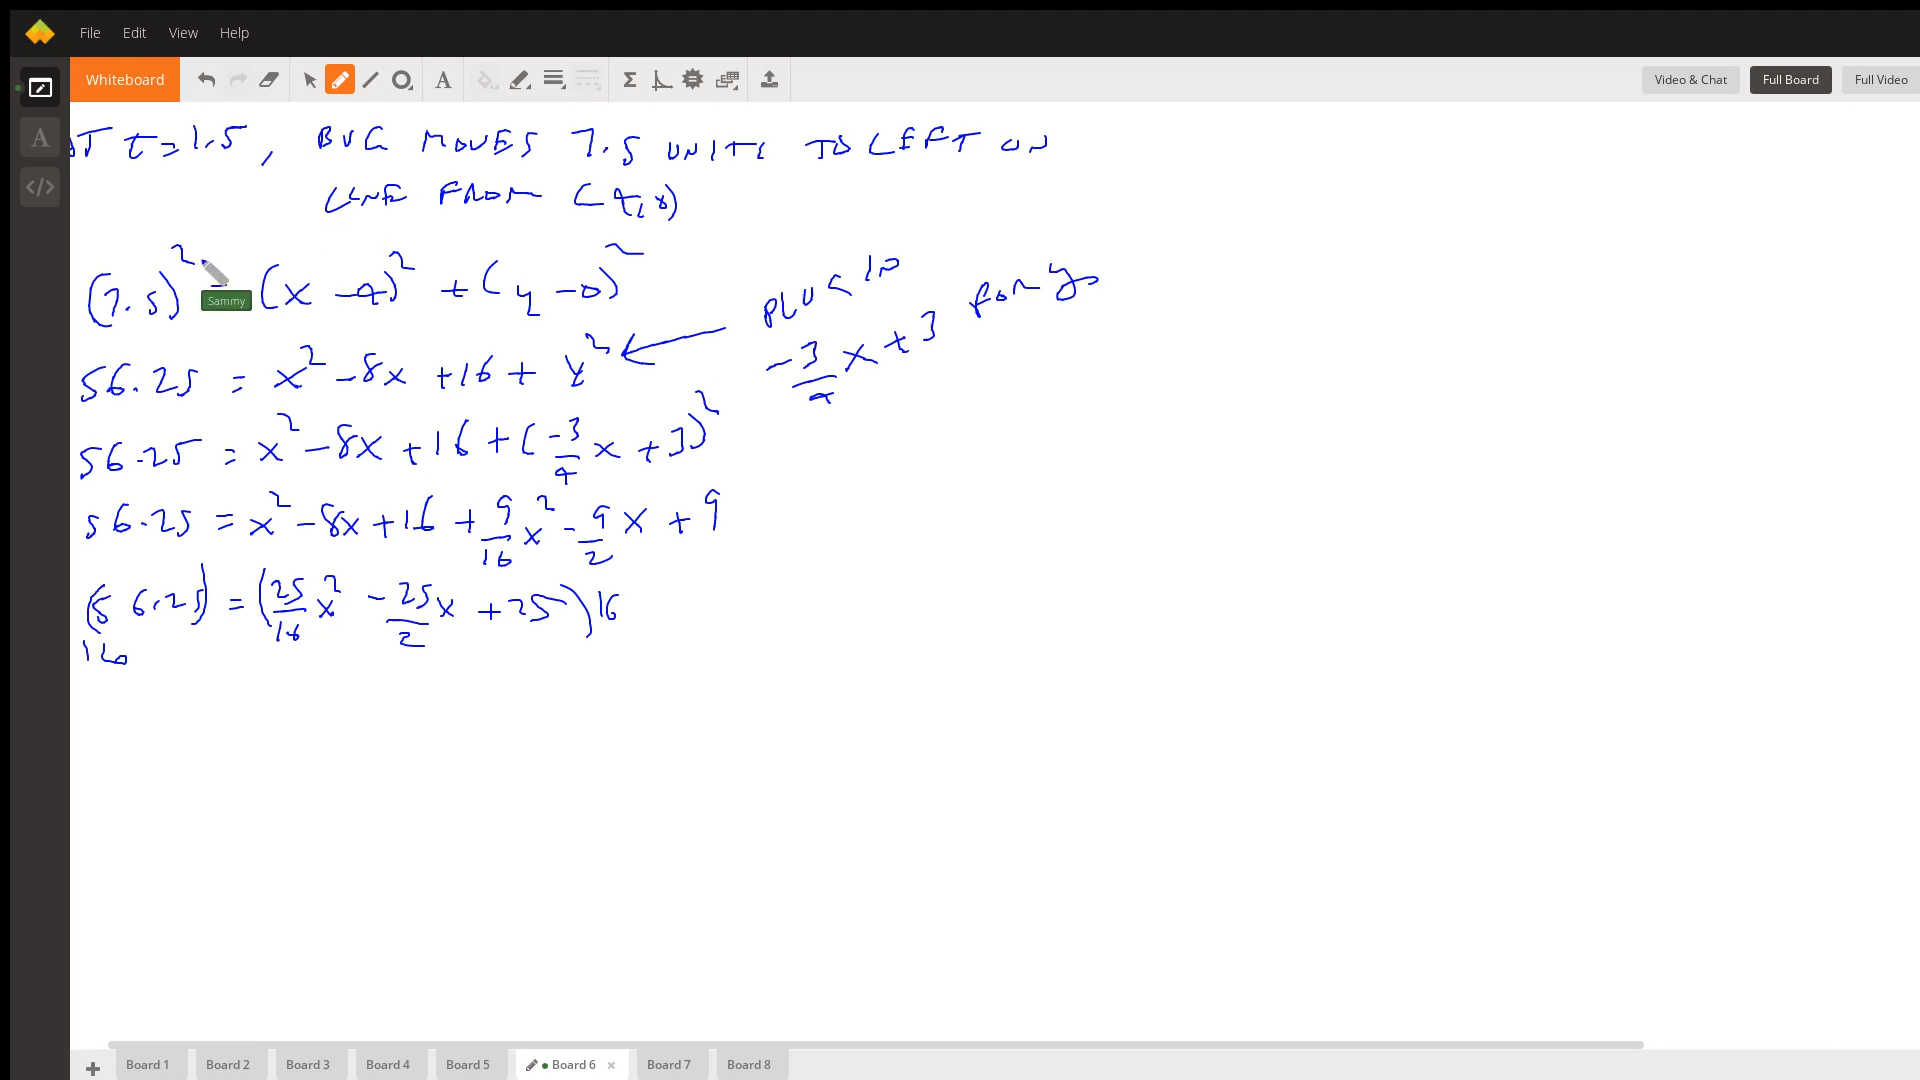 File Edit View Help
Whiteboard
A Σ
Video & Chat Full Board Full Video
A
</>
AT t=1.5, BUG MOVES 7.5 UNITS TO LEFT ON
LINE FROM (4,0)
(7.5)² = (x-4)² + (y-0)²
Sammy
PLUG IN -3/4 x + 3 for y
56.25 = x² - 8x + 16 + y²
56.25 = x² - 8x + 16 + (-3/4 x + 3)²
56.25 = x² - 8x + 16 + 9/16 x² - 9/2 x + 9
16 (56.25) = (25/16 x² - 25/2 x + 25) 16
Board 1 Board 2 Board 3 Board 4 Board 5 Board 6 × Board 7 Board 8